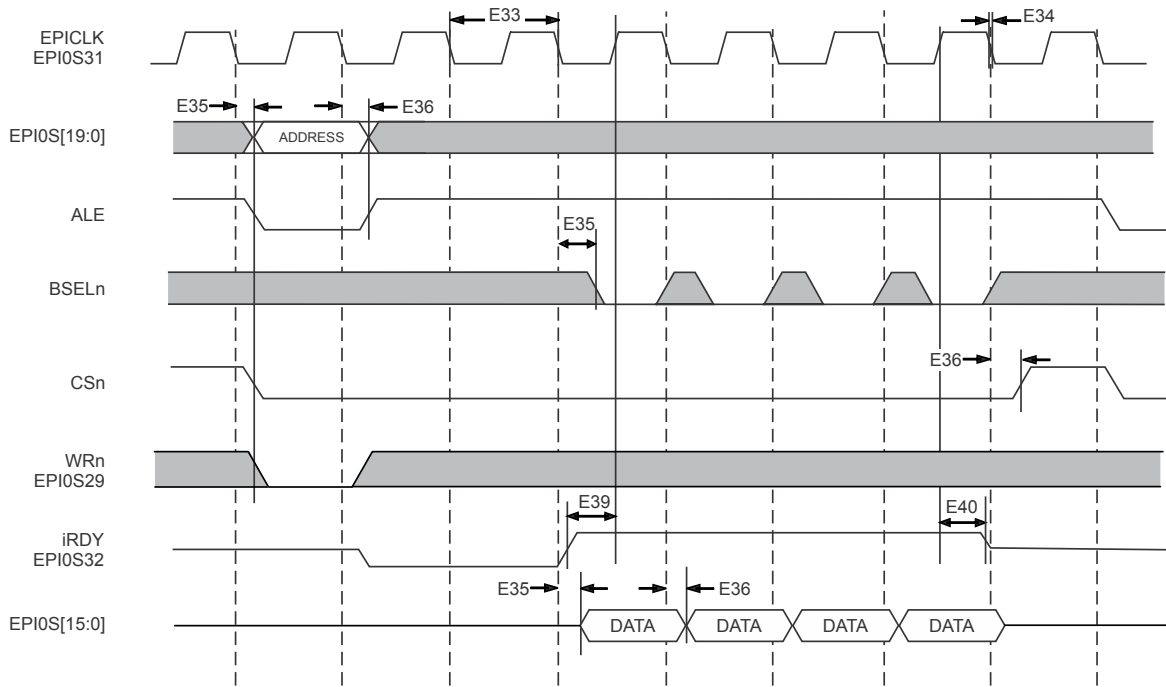 E33
E34
EPICLK
EPI0S31
E35
E36
EPI0S[19:0]
ADDRESS
ALE
E35
BSELn
E36
CSn
WRn
EPI0S29
E39
E40
iRDY
EPI0S32
E35
E36
EPI0S[15:0]
DATA DATA DATA DATA